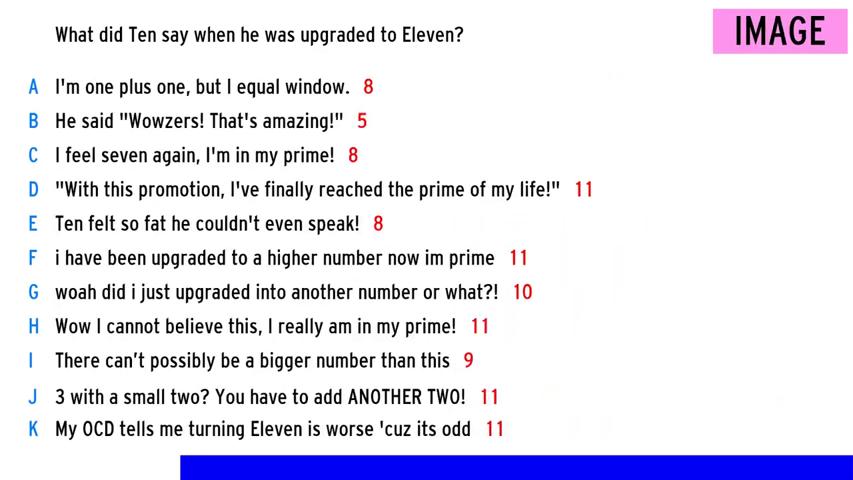 What did Ten say when he was upgraded to Eleven?
IMAGE
A I'm one plus one, but I equal window. 8
B He said "Wowzers! That's amazing!" 5
C I feel seven again, I'm in my prime! 8
D "With this promotion, I've finally reached the prime of my life!" 11
E Ten felt so fat he couldn't even speak! 8
F i have been upgraded to a higher number now im prime 11
G woah did i just upgraded into another number or what?! 10
H Wow I cannot believe this, I really am in my prime! 11
I There can’t possibly be a bigger number than this 9
J 3 with a small two? You have to add ANOTHER TWO! 11
K My OCD tells me turning Eleven is worse 'cuz its odd 11